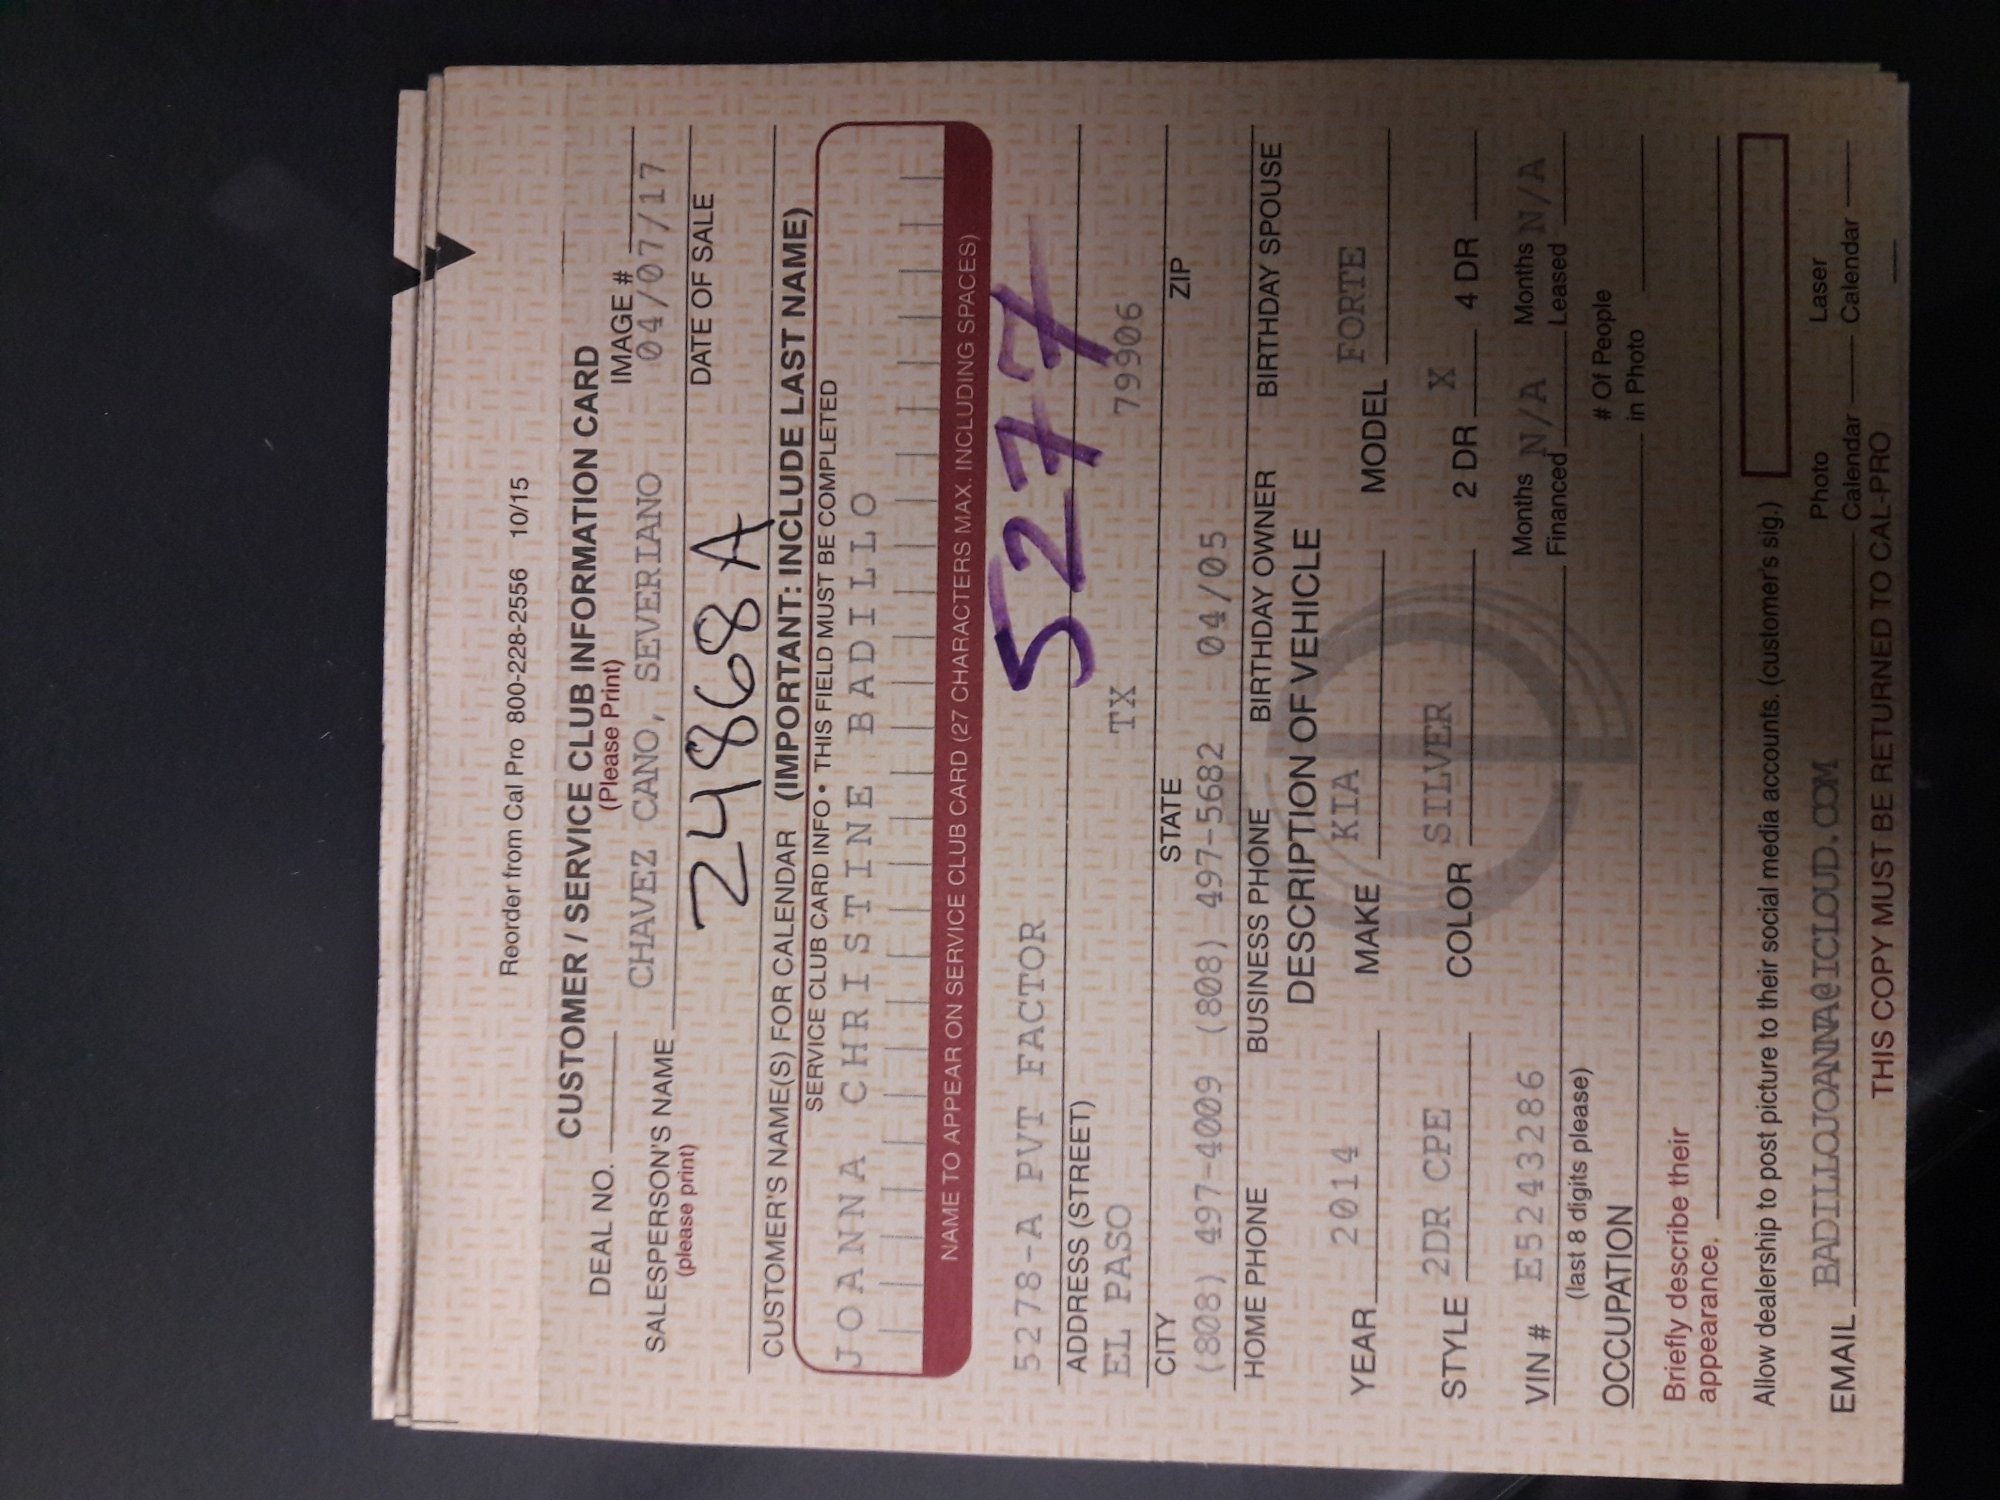 Reorder from Cal Pro 800-228-2556 10/15
CUSTOMER / SERVICE CLUB INFORMATION CARD
(Please Print)
DEAL NO. IMAGE #
CHAVEZ CANO, SEVERIANO 04/07/17
SALESPERSON'S NAME DATE OF SALE
(please print)
24868A
CUSTOMER'S NAME(S) FOR CALENDAR (IMPORTANT: INCLUDE LAST NAME)
SERVICE CLUB CARD INFO • THIS FIELD MUST BE COMPLETED
JOANNA CHRISTINE BADILLO
NAME TO APPEAR ON SERVICE CLUB CARD (27 CHARACTERS MAX. INCLUDING SPACES)
5277
5278-A PVT FACTOR
ADDRESS (STREET)
EL PASO TX 79906
CITY STATE ZIP
(808) 497-4009 (808) 497-5682 04/05
HOME PHONE BUSINESS PHONE BIRTHDAY OWNER BIRTHDAY SPOUSE
DESCRIPTION OF VEHICLE
YEAR 2014 MAKE KIA MODEL FORTE
STYLE 2DR CPE COLOR SILVER 2 DR X 4 DR
VIN # E5243286 Months Financed N/A Months Leased N/A
(last 8 digits please)
OCCUPATION # Of People in Photo
Briefly describe their
appearance.
Allow dealership to post picture to their social media accounts. (customer's sig.)
EMAIL BADILLOJOANNA@ICLOUD.COM Photo Calendar Laser Calendar
THIS COPY MUST BE RETURNED TO CAL-PRO